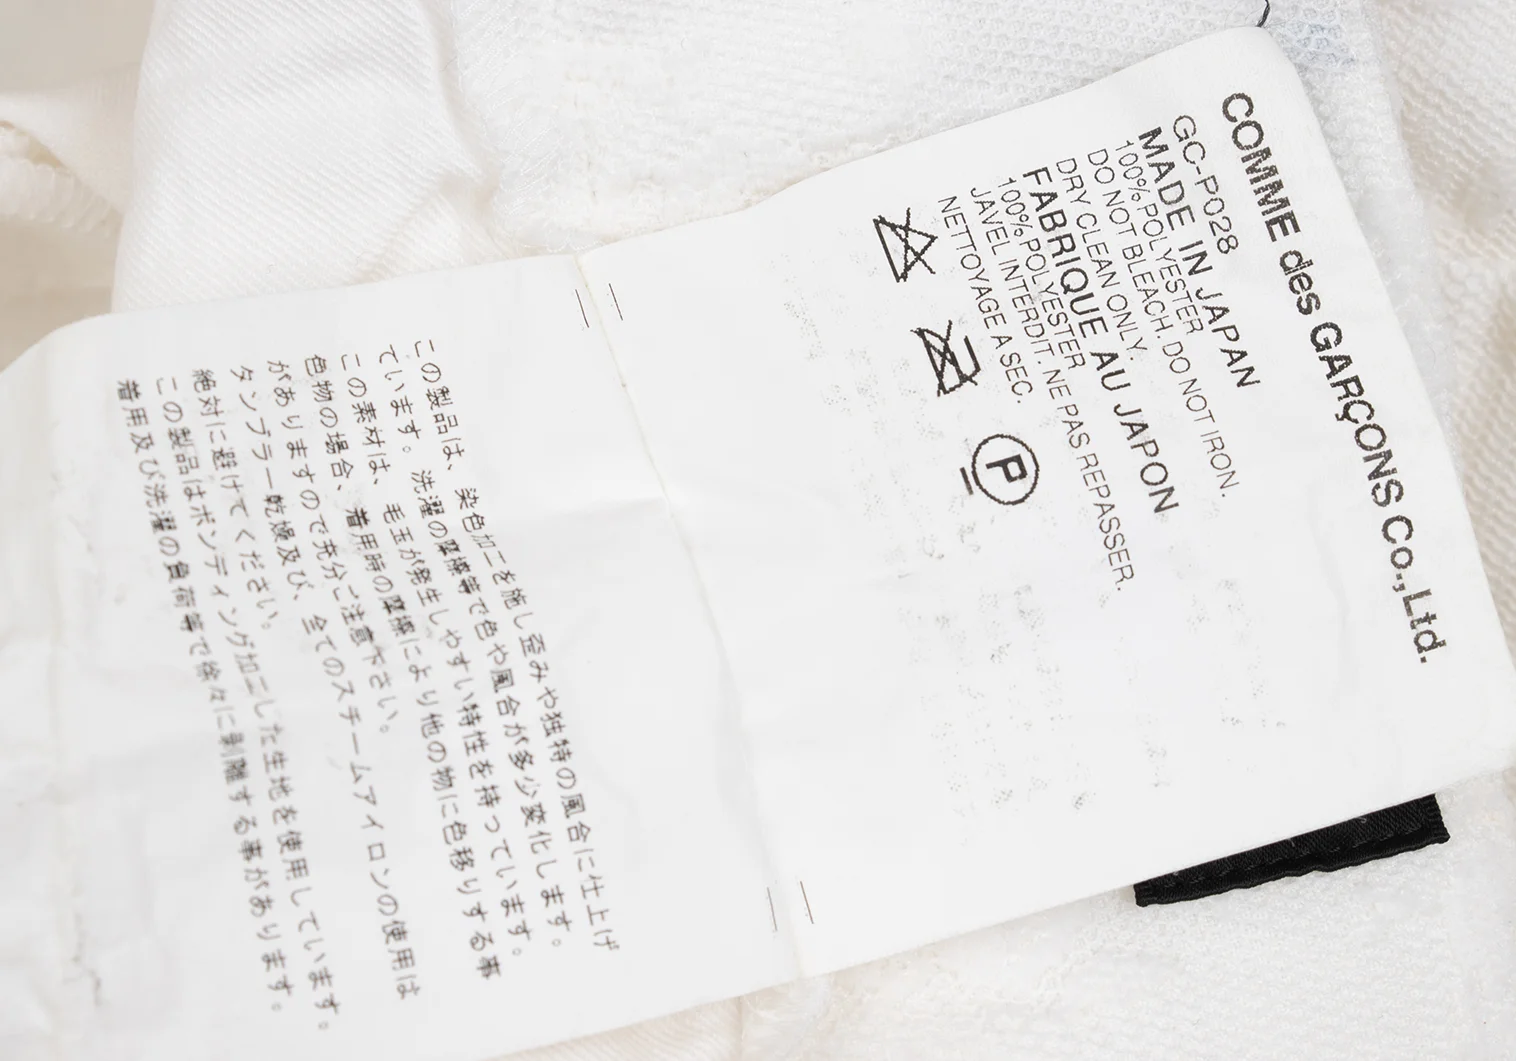 COMME des GARÇONS Co.,Ltd.
GC-P028
MADE IN JAPAN
100% POLYESTER
DO NOT BLEACH. DO NOT IRON.
DRY CLEAN ONLY.
FABRIQUE AU JAPON
100% POLYESTER
JAVEL INTERDIT. NE PAS REPASSER.
NETTOYAGE A SEC.
P
この製品は、染色加工を施し歪みや独特の風合に仕上げ
ています。洗濯の摩擦等で色や風合が多少変化します。
この素材は、毛玉が発生しやすい特性を持っています。
色物の場合、着用時の摩擦により他の物に色移りする事
がありますので充分ご注意下さい。
タンブラー乾燥及び、全てのスチームアイロンの使用は
絶対に避けてください。
この製品はボンディング加工した生地を使用しています。
着用及び洗濯の負荷等で徐々に剥離する事があります。